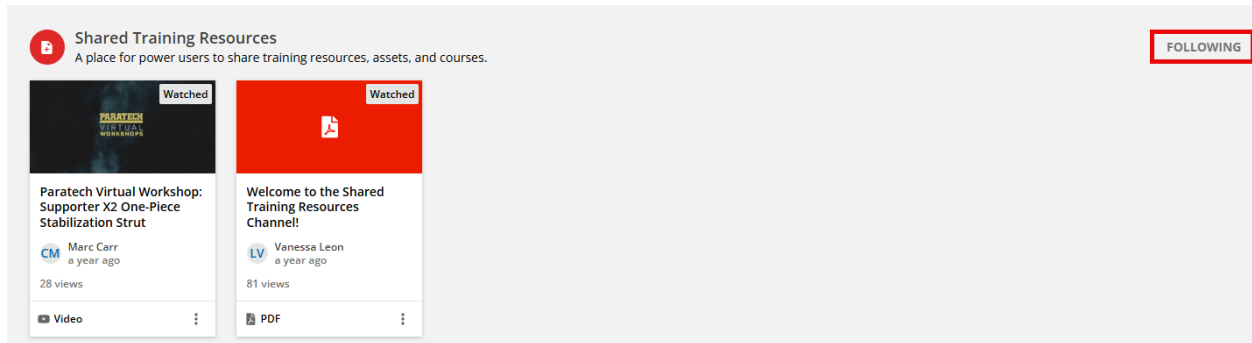 Shared Training Resources
A place for power users to share training resources, assets, and courses.
FOLLOWING
Watched
PARATECH
VIRTUAL
WORKSHOPS
Paratech Virtual Workshop:
Supporter X2 One-Piece
Stabilization Strut
CM
Marc Carr
a year ago
28 views
Video
Watched
Welcome to the Shared
Training Resources
Channel!
LV
Vanessa Leon
a year ago
81 views
PDF